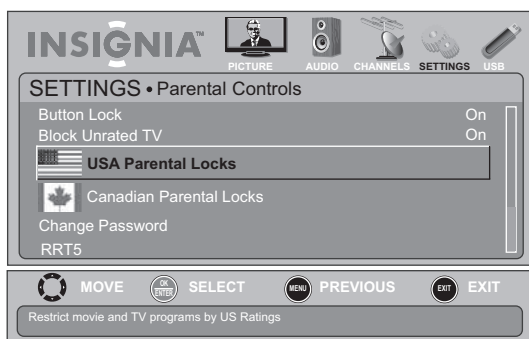 INSIGNIA™
PICTURE AUDIO CHANNELS SETTINGS USB
SETTINGS • Parental Controls
Button Lock On
Block Unrated TV On
USA Parental Locks
Canadian Parental Locks
Change Password
RRT5
MOVE OK ENTER SELECT MENU PREVIOUS EXIT EXIT
Restrict movie and TV programs by US Ratings